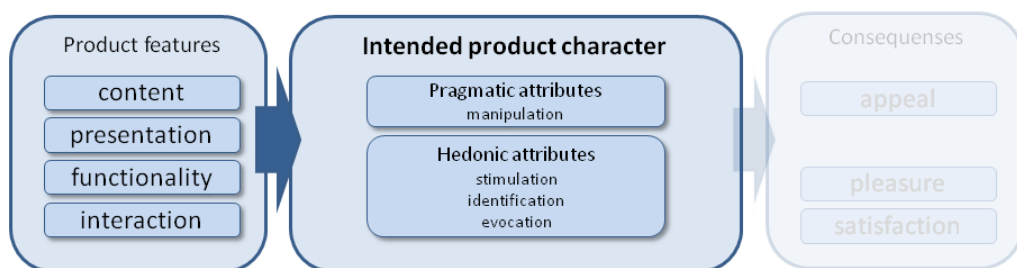 Product features
content
presentation
functionality
interaction
Intended product character
Pragmatic attributes
manipulation
Hedonic attributes
stimulation
identification
evocation
Consequenses
appeal
pleasure
satisfaction